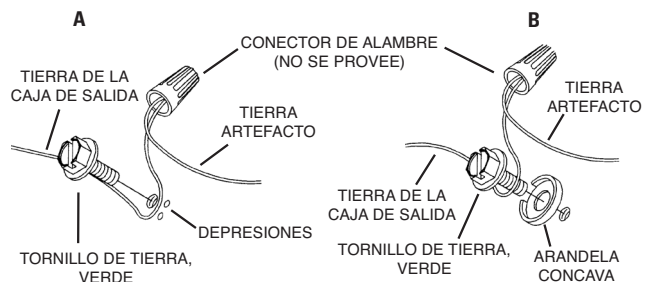 A
B
CONECTOR DE ALAMBRE
(NO SE PROVEE)
TIERRA DE LA
CAJA DE SALIDA
TIERRA
ARTEFACTO
TIERRA
ARTEFACTO
DEPRESIONES
TORNILLO DE TIERRA,
VERDE
TIERRA DE LA
CAJA DE SALIDA
TORNILLO DE TIERRA,
VERDE
ARANDELA
CONCAVA